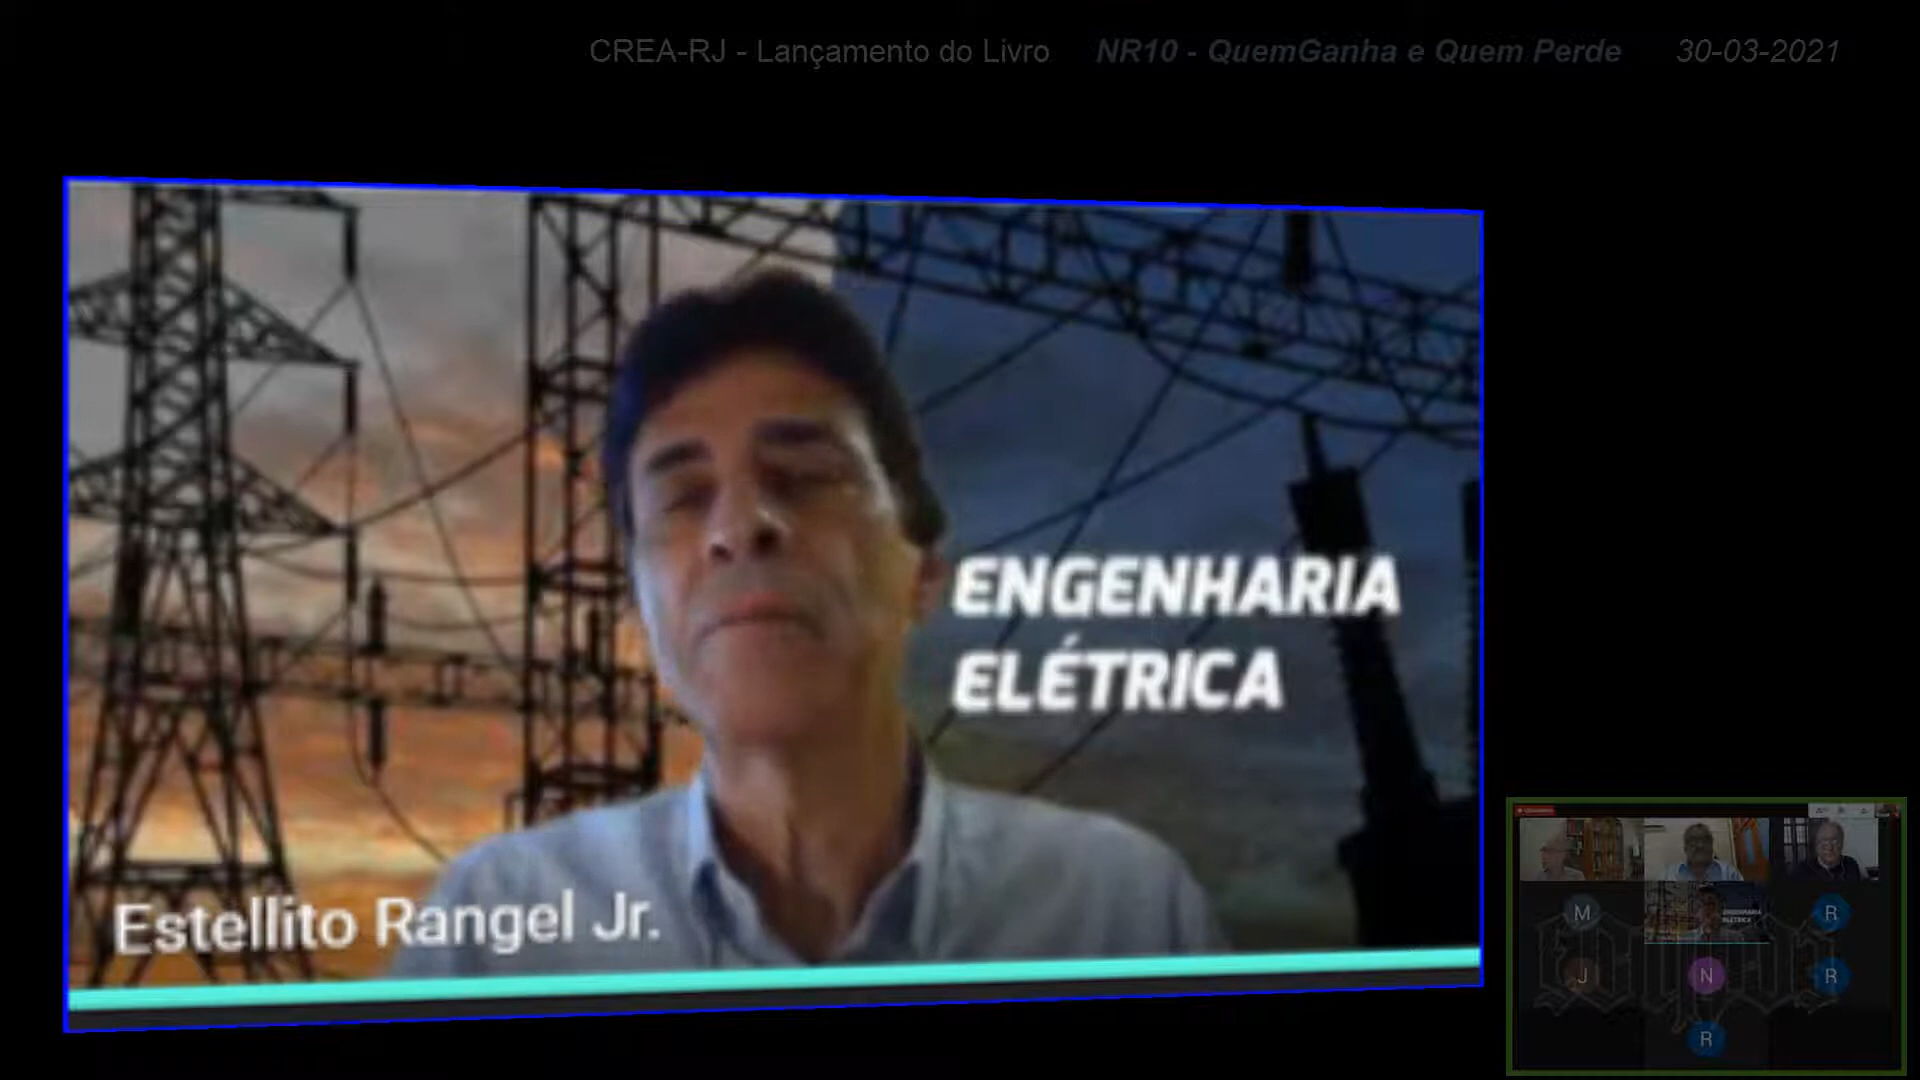 CREA-RJ - Lançamento do Livro NR10 - QuemGanha e Quem Perde 30-03-2021
ENGENHARIA
ELÉTRICA
Estellito Rangel Jr.
M
R
J
N
R
R